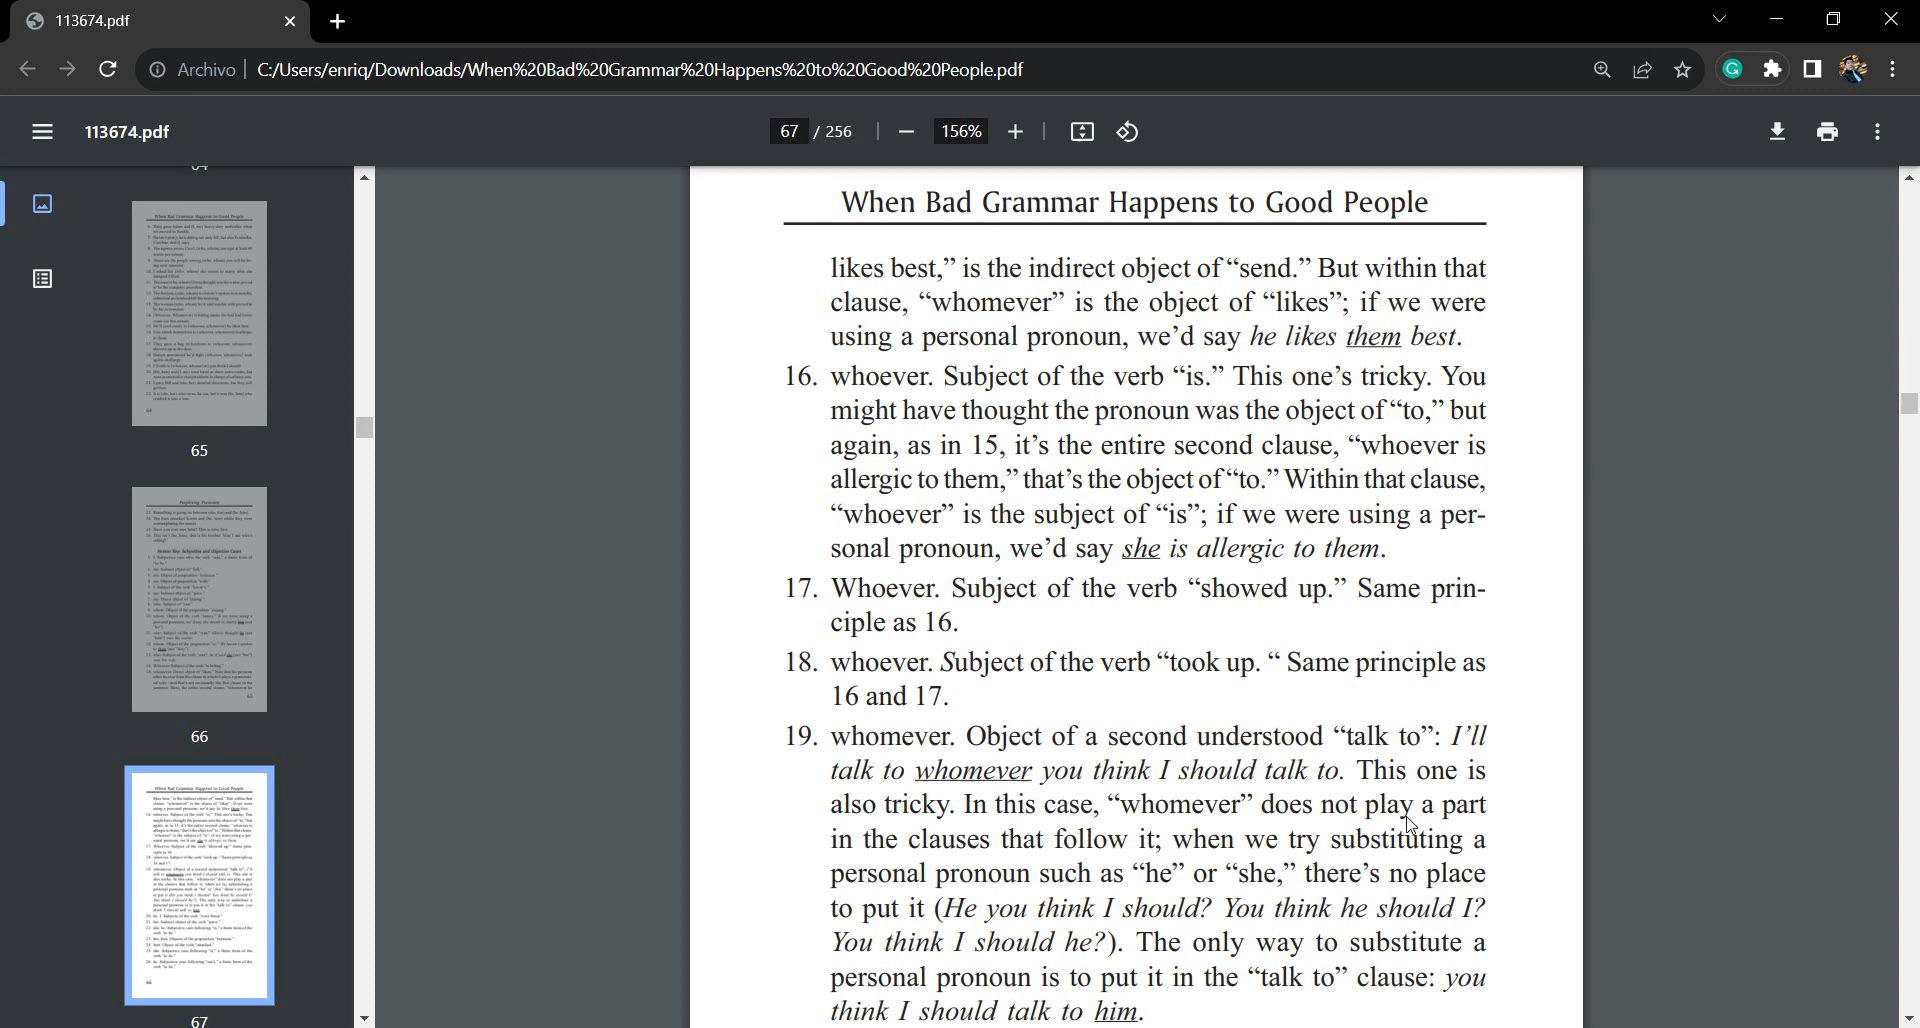 113674.pdf
Archivo
C:/Users/enriq/Downloads/When%20Bad%20Grammar%20Happens%20to%20Good%20People.pdf
113674.pdf
67 / 256
156%
65
66
67
When Bad Grammar Happens to Good People
likes best,” is the indirect object of “send.” But within that
clause, “whomever” is the object of “likes”; if we were
using a personal pronoun, we’d say he likes them best.
16. whoever. Subject of the verb “is.” This one’s tricky. You
might have thought the pronoun was the object of “to,” but
again, as in 15, it’s the entire second clause, “whoever is
allergic to them,” that’s the object of “to.” Within that clause,
“whoever” is the subject of “is”; if we were using a per-
sonal pronoun, we’d say she is allergic to them.
17. Whoever. Subject of the verb “showed up.” Same prin-
ciple as 16.
18. whoever. Subject of the verb “took up. “ Same principle as
16 and 17.
19. whomever. Object of a second understood “talk to”: I’ll
talk to whomever you think I should talk to. This one is
also tricky. In this case, “whomever” does not play a part
in the clauses that follow it; when we try substituting a
personal pronoun such as “he” or “she,” there’s no place
to put it (He you think I should? You think he should I?
You think I should he?). The only way to substitute a
personal pronoun is to put it in the “talk to” clause: you
think I should talk to him.